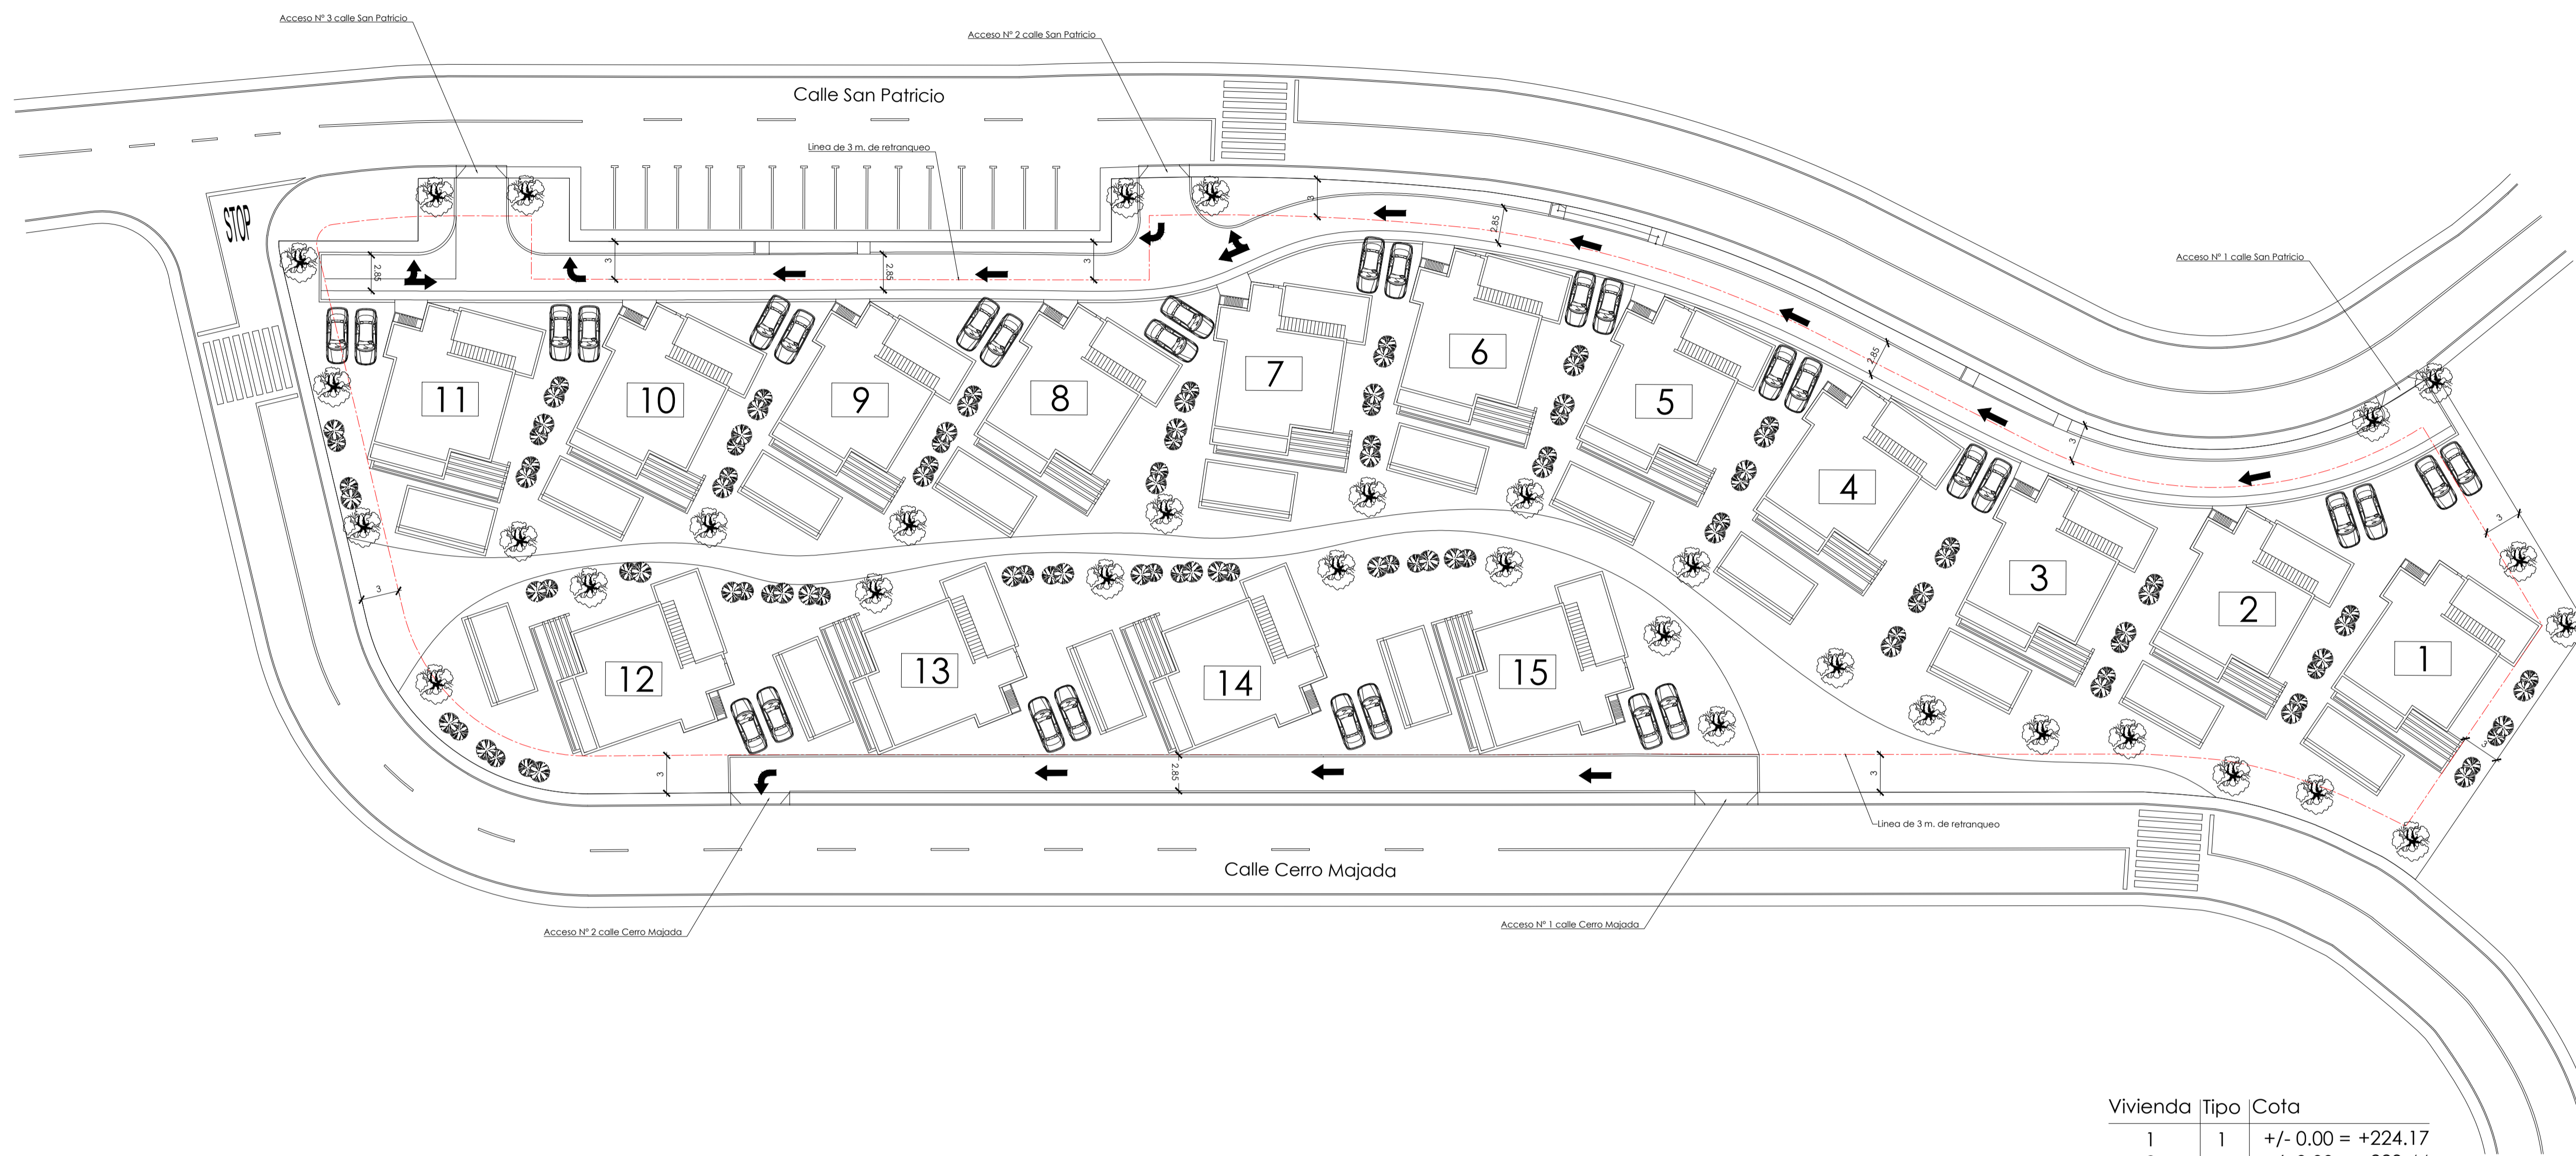 Acceso Nº 3 calle San Patricio
Acceso Nº 2 calle San Patricio
Calle San Patricio
Linea de 3 m. de retranqueo
Acceso Nº 1 calle San Patricio
STOP
3
2.85
2.85
3
2.85
3
2.85
3
3
11
10
9
8
7
6
5
4
3
2
1
3
3
12
13
14
15
3
3
2.85
3
Linea de 3 m. de retranqueo
Calle Cerro Majada
Acceso Nº 2 calle Cerro Majada
Acceso Nº 1 calle Cerro Majada
Vivienda Tipo Cota
1 1 +/- 0.00 = +224.17